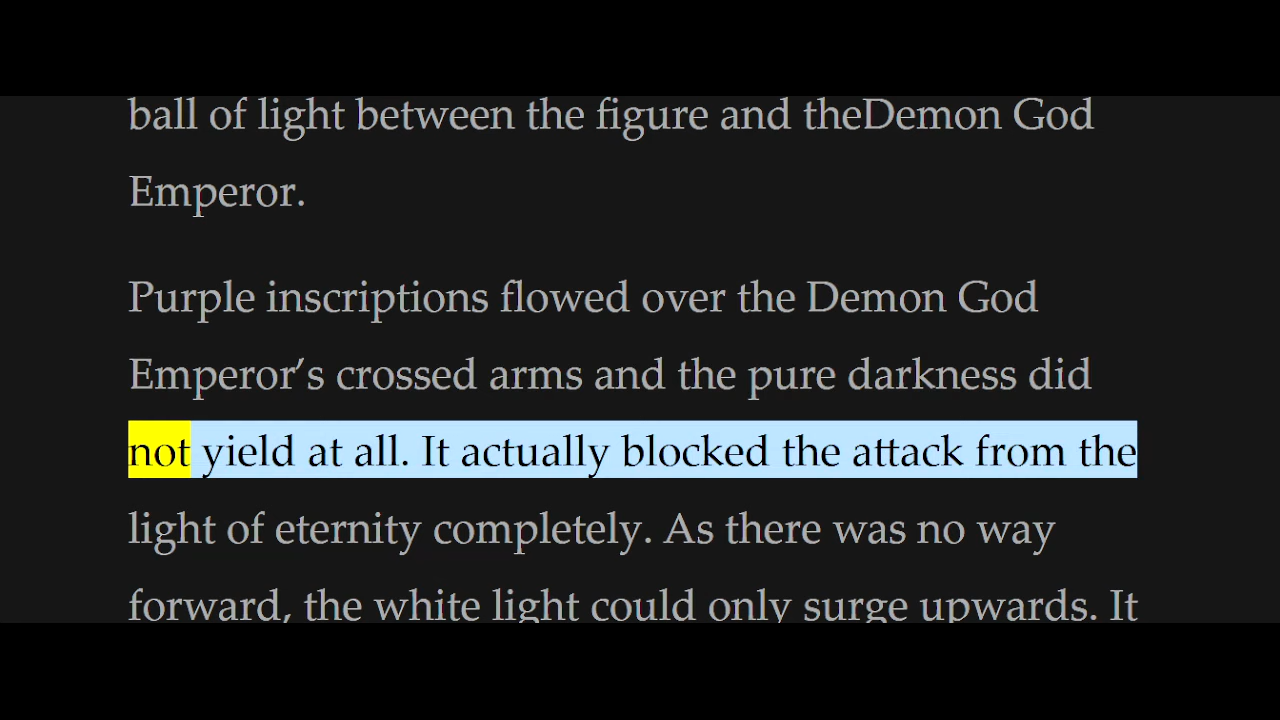 ball of light between the figure and theDemon God
Emperor.
Purple inscriptions flowed over the Demon God
Emperor’s crossed arms and the pure darkness did
not yield at all. It actually blocked the attack from the
light of eternity completely. As there was no way
forward, the white light could only surge upwards. It